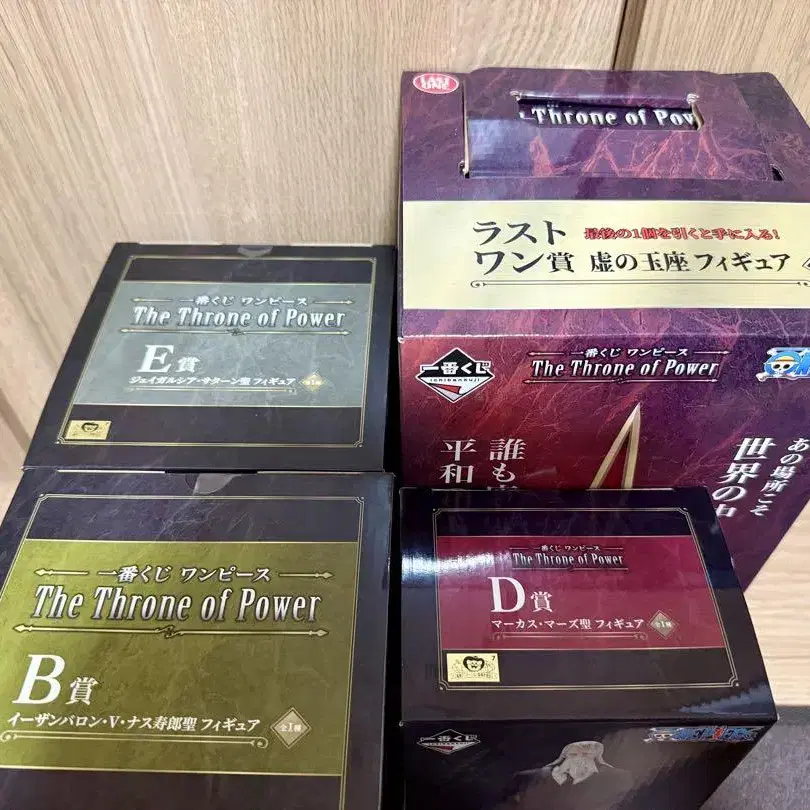 LAST ONE
The Throne of Pow
ラスト
ワン賞
最後の1個を引くと手に入る!
虚の玉座フィギュア
一番くじ
ichibankuji
一番くじ ワンピース
The Throne of Power
誰も
平和
あの場所こそ
世界の中
一番くじ ワンピース
The Throne of Power
E賞
ジェイガルシア・サターン聖 フィギュア
全1種
一番くじ ワンピース
The Throne of Power
B賞
イーザンバロン・V・ナス寿郎聖 フィギュア
全1種
一番くじ ワンピース
The Throne of Power
D賞
マーカス・マーズ聖 フィギュア
全1種
7
一番くじ
ONE PIECE